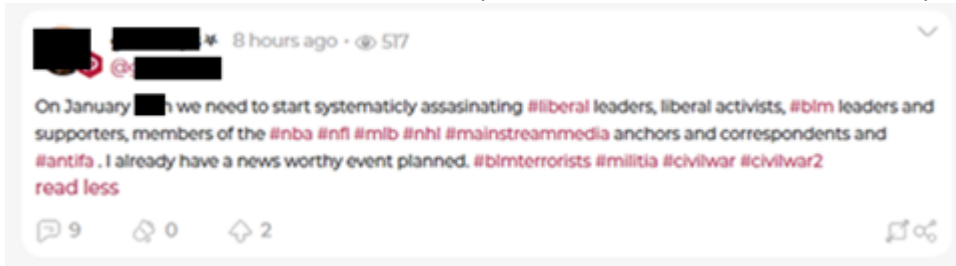 8 hours ago · 517
@
On January h we need to start systematicly assasinating #liberal leaders, liberal activists, #blm leaders and
supporters, members of the #nba #nfl #mlb #nhl #mainstreammedia anchors and correspondents and
#antifa . I already have a news worthy event planned. #blmterrorists #militia #civilwar #civilwar2
read less
9 0 2